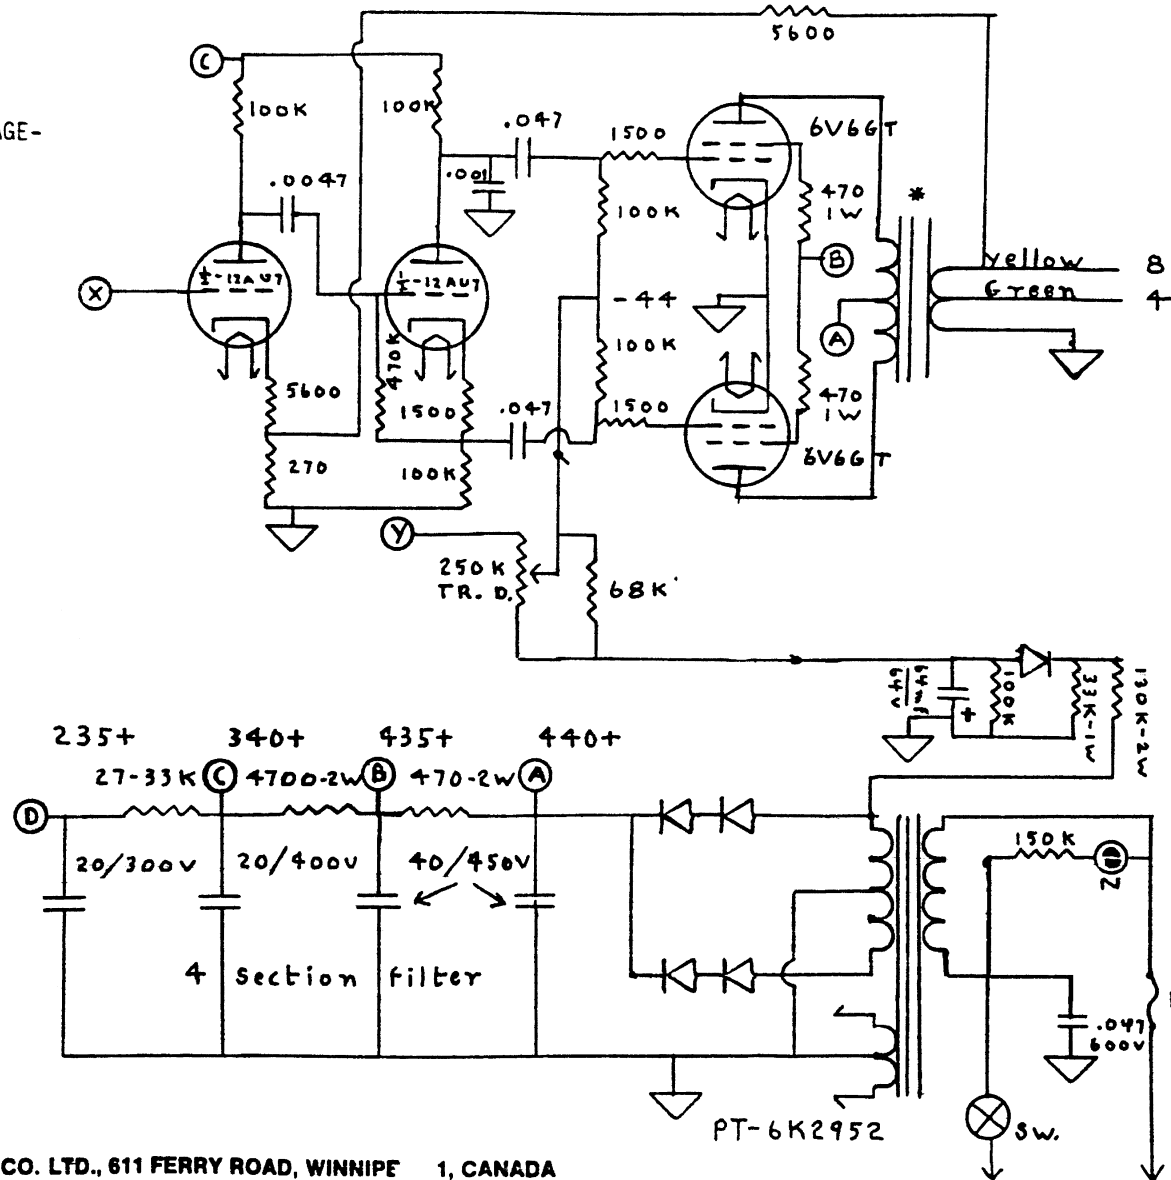 5600
C
100K
100K
.047
1500
6V6GT
AGE-
.001
.0047
100K
470
1W
*
B
X
½-12AU7
½-12AU7
-44
Yellow
8
Green
4
A
100K
470K
5600
1500
.047
1500
470
1W
270
100K
6V6GT
Y
250K
TR. D.
68K
64mf
64V
+
100K
33K-1W
130K-2W
235+
340+
435+
440+
27-33K
C
4700-2W
B
470-2W
A
D
20/300V
20/400V
40/450V
150K
4 section filter
.047
600V
PT-6K2952
SW.
CO. LTD., 611 FERRY ROAD, WINNIPE 1, CANADA